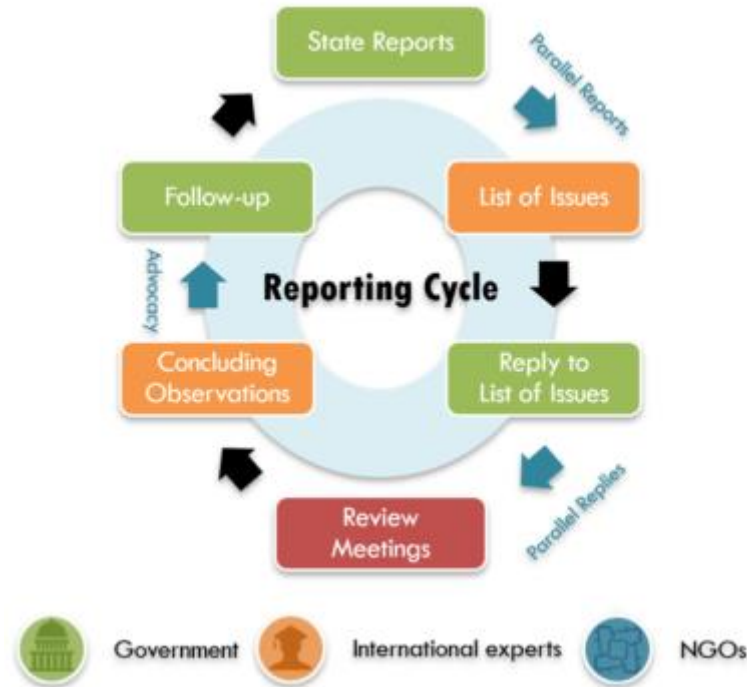 State Reports
Parallel Reports
Follow-up
List of Issues
Reporting Cycle
Advocacy
Concluding
Observations
Reply to
List of Issues
Parallel Replies
Review
Meetings
Government
International experts
NGOs